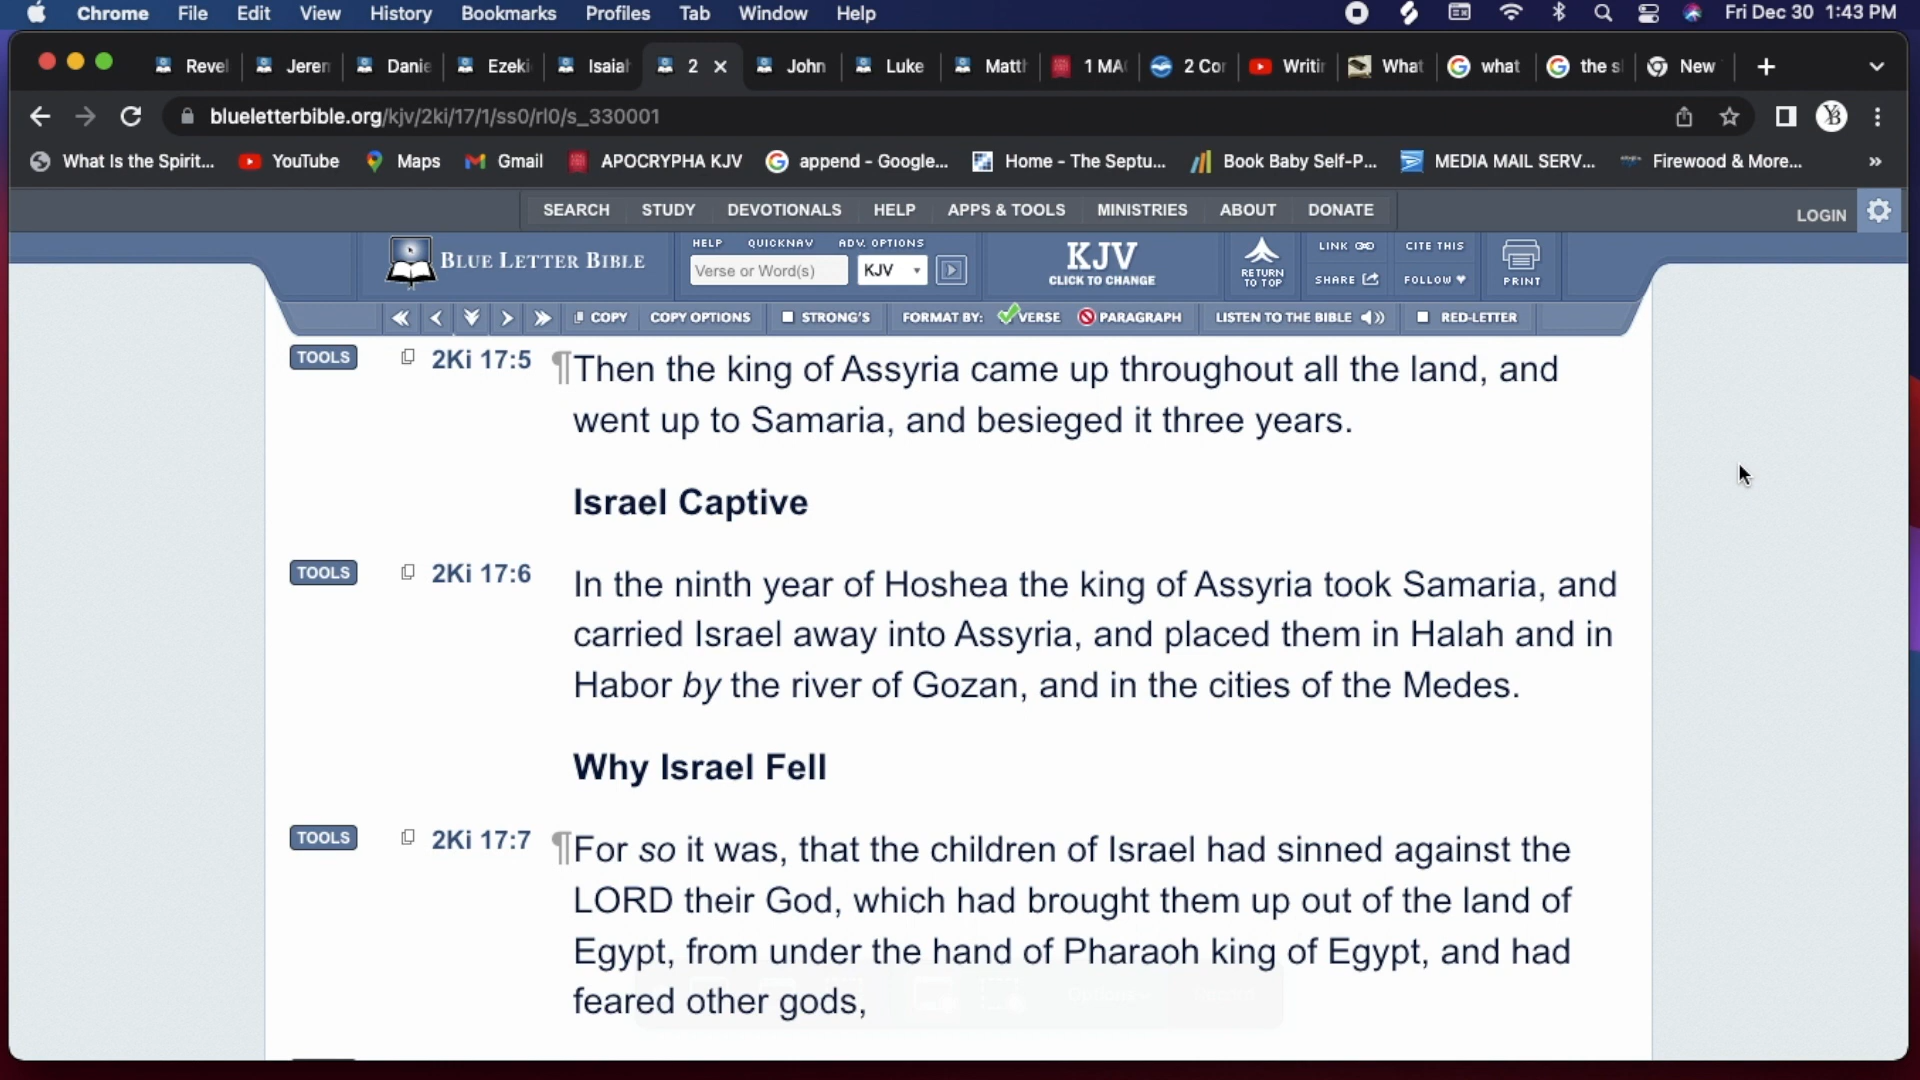 Chrome File Edit View History Bookmarks Profiles Tab Window Help Fri Dec 30 1:43 PM
Revel Jerem Danie Ezeki Isaiah 2 John Luke Matth 1 MA 2 Cor Writin What what the s New
blueletterbible.org/kjv/2ki/17/1/ss0/rl0/s_330001
What Is the Spirit... YouTube Maps Gmail APOCRYPHA KJV append - Google... Home - The Septu... Book Baby Self-P... MEDIA MAIL SERV... Firewood & More... »
SEARCH STUDY DEVOTIONALS HELP APPS & TOOLS MINISTRIES ABOUT DONATE LOGIN
HELP QUICKNAV ADV. OPTIONS
BLUE LETTER BIBLE
Verse or Word(s) KJV
KJV
CLICK TO CHANGE
RETURN
TO TOP
LINK CITE THIS
SHARE FOLLOW
PRINT
COPY COPY OPTIONS STRONG'S FORMAT BY: VERSE PARAGRAPH LISTEN TO THE BIBLE RED-LETTER
TOOLS 2Ki 17:5 ¶Then the king of Assyria came up throughout all the land, and
went up to Samaria, and besieged it three years.
Israel Captive
TOOLS 2Ki 17:6 In the ninth year of Hoshea the king of Assyria took Samaria, and
carried Israel away into Assyria, and placed them in Halah and in
Habor by the river of Gozan, and in the cities of the Medes.
Why Israel Fell
TOOLS 2Ki 17:7 ¶For so it was, that the children of Israel had sinned against the
LORD their God, which had brought them up out of the land of
Egypt, from under the hand of Pharaoh king of Egypt, and had
feared other gods,